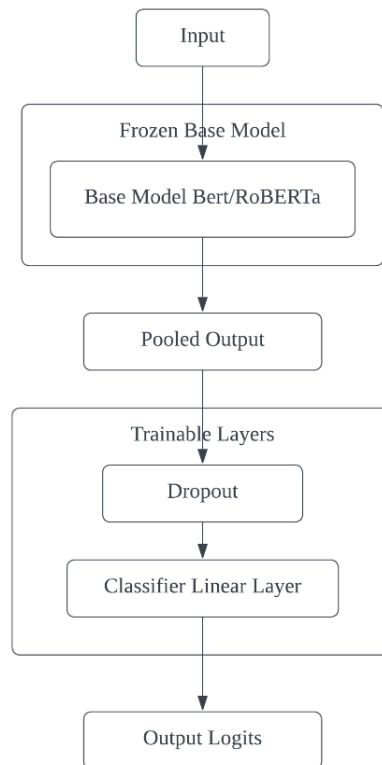 Input
Frozen Base Model
Base Model Bert/RoBERTa
Pooled Output
Trainable Layers
Dropout
Classifier Linear Layer
Output Logits